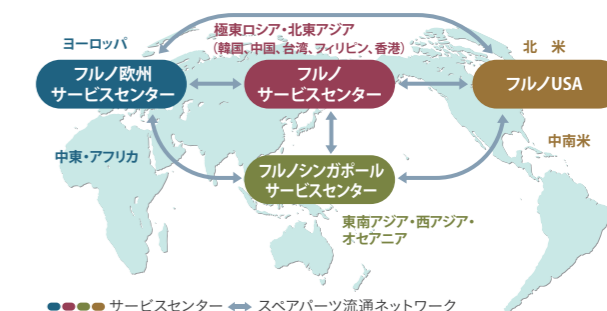 極東ロシア・北東アジア
（韓国、中国、台湾、フィリピン、香港）
ヨーロッパ
北 米
フルノ欧州
サービスセンター
フルノ
サービスセンター
フルノUSA
中東・アフリカ
中南米
フルノシンガポール
サービスセンター
東南アジア・西アジア・
オセアニア
サービスセンター スペアパーツ流通ネットワーク